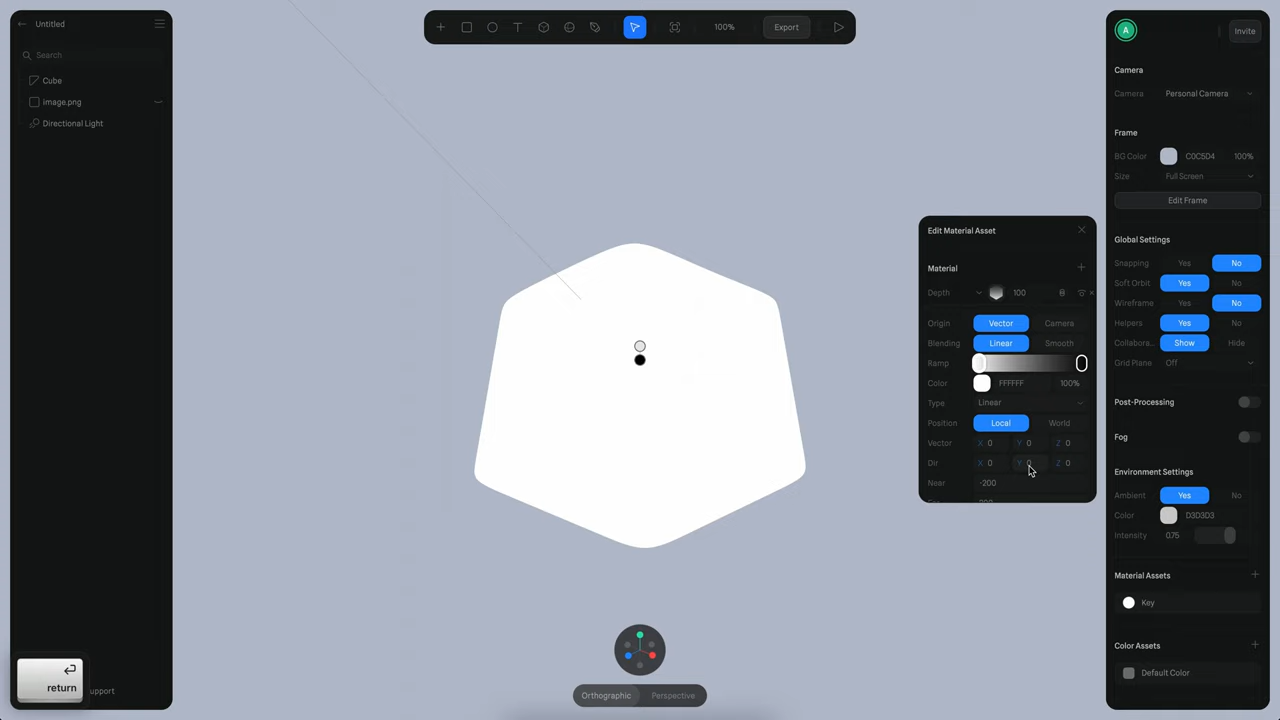 Untitled
Search
Cube
image.png
Directional Light
return
upport
100%
Export
Orthographic
Perspective
Edit Material Asset
Material
Depth
100
Origin
Vector
Camera
Blending
Linear
Smooth
Ramp
Color
FFFFFF
100%
Type
Linear
Position
Local
World
Vector
X 0
Y 0
Z 0
Dir
X 0
Y 0
Z 0
Near
-200
A
Invite
Camera
Camera
Personal Camera
Frame
BG Color
C0C5D4
100%
Size
Full Screen
Edit Frame
Global Settings
Snapping
Yes
No
Soft Orbit
Yes
No
Wireframe
Yes
No
Helpers
Yes
No
Collabora...
Show
Hide
Grid Plane
Off
Post-Processing
Fog
Environment Settings
Ambient
Yes
No
Color
D3D3D3
Intensity
0.75
Material Assets
Key
Color Assets
Default Color